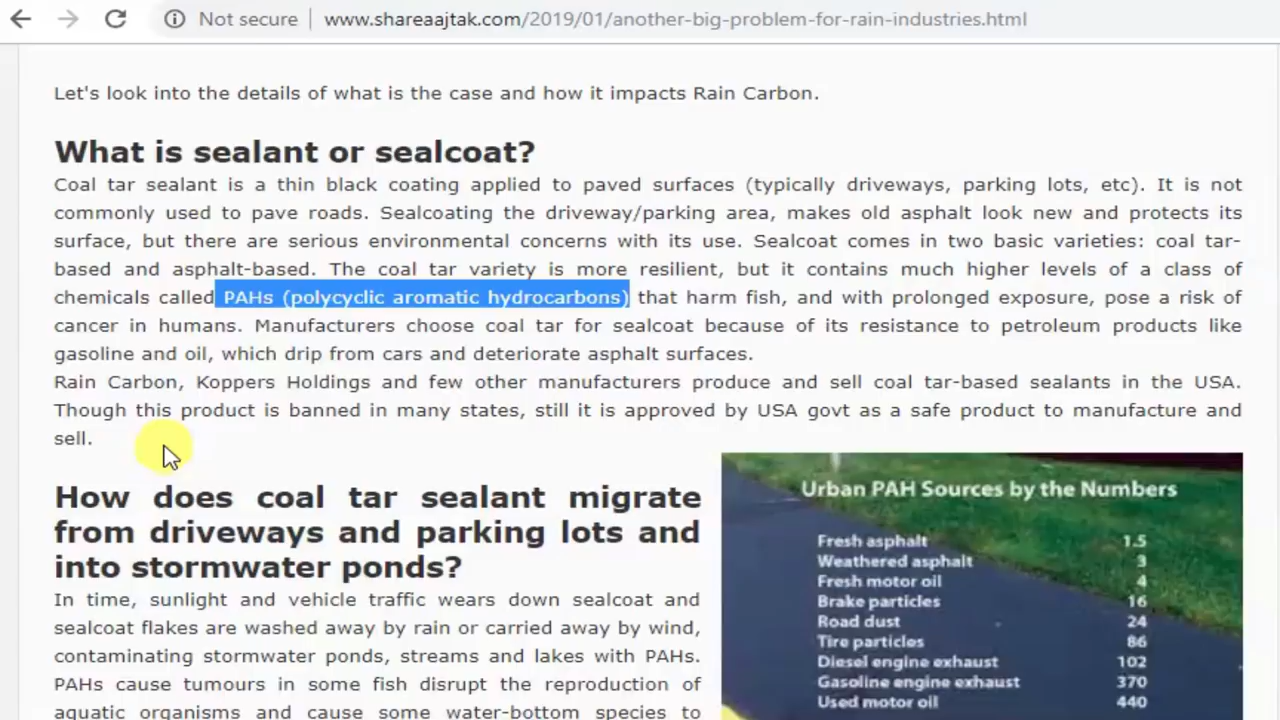 Not secure | www.shareaajtak.com/2019/01/another-big-problem-for-rain-industries.html
Let's look into the details of what is the case and how it impacts Rain Carbon.
What is sealant or sealcoat?
Coal tar sealant is a thin black coating applied to paved surfaces (typically driveways, parking lots, etc). It is not
commonly used to pave roads. Sealcoating the driveway/parking area, makes old asphalt look new and protects its
surface, but there are serious environmental concerns with its use. Sealcoat comes in two basic varieties: coal tar-
based and asphalt-based. The coal tar variety is more resilient, but it contains much higher levels of a class of
chemicals called PAHs (polycyclic aromatic hydrocarbons) that harm fish, and with prolonged exposure, pose a risk of
cancer in humans. Manufacturers choose coal tar for sealcoat because of its resistance to petroleum products like
gasoline and oil, which drip from cars and deteriorate asphalt surfaces.
Rain Carbon, Koppers Holdings and few other manufacturers produce and sell coal tar-based sealants in the USA.
Though this product is banned in many states, still it is approved by USA govt as a safe product to manufacture and
sell.
How does coal tar sealant migrate
from driveways and parking lots and
into stormwater ponds?
In time, sunlight and vehicle traffic wears down sealcoat and
sealcoat flakes are washed away by rain or carried away by wind,
contaminating stormwater ponds, streams and lakes with PAHs.
PAHs cause tumours in some fish disrupt the reproduction of
aquatic organisms and cause some water-bottom species to
Urban PAH Sources by the Numbers
Fresh asphalt 1.5
Weathered asphalt 3
Fresh motor oil 4
Brake particles 16
Road dust 24
Tire particles 86
Diesel engine exhaust 102
Gasoline engine exhaust 370
Used motor oil 440